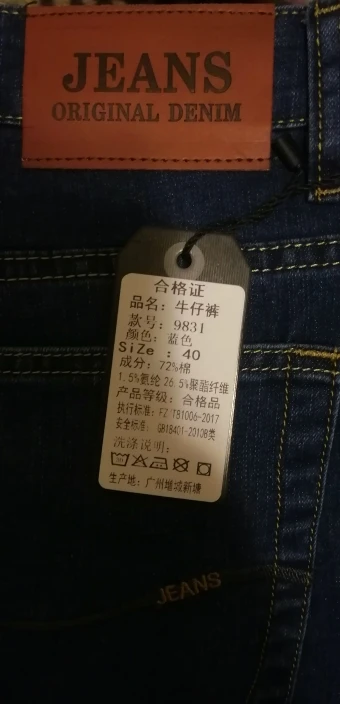 JEANS
ORIGINAL DENIM
合格证
品名: 牛仔裤
款号: 9831
颜色: 蓝色
SiZe : 40
成分: 72%棉
1.5%氨纶 26.5%聚酯纤维
产品等级: 合格品
执行标准: FZ/T81006-2017
安全标准: GB18401-2010B类
洗涤说明:
生产地: 广州增城新塘
JEANS